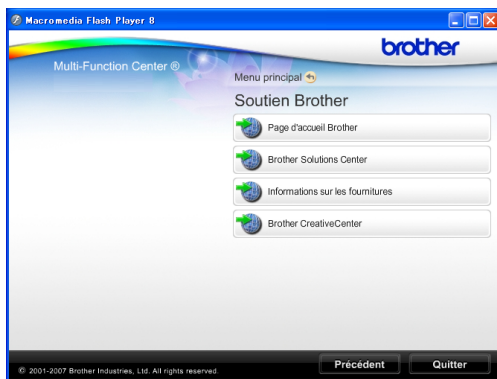 Macromedia Flash Player 8
brother
Multi-Function Center ®
Menu principal
Soutien Brother
Page d'accueil Brother
Brother Solutions Center
Informations sur les fournitures
Brother CreativeCenter
© 2001-2007 Brother Industries, Ltd. All rights reserved.
Précédent
Quitter